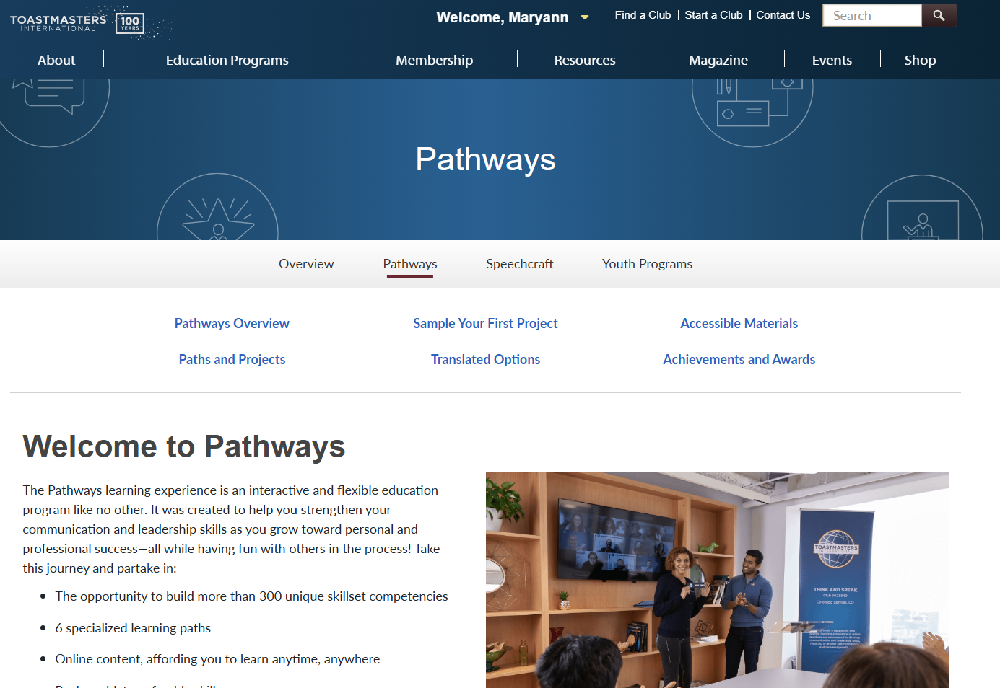 TOASTMASTERS
INTERNATIONAL
100
YEARS
Welcome, Maryann
Find a Club
Start a Club
Contact Us
Search
About
Education Programs
Membership
Resources
Magazine
Events
Shop
Pathways
Overview
Pathways
Speechcraft
Youth Programs
Pathways Overview
Sample Your First Project
Accessible Materials
Paths and Projects
Translated Options
Achievements and Awards
Welcome to Pathways
The Pathways learning experience is an interactive and flexible education
program like no other. It was created to help you strengthen your
communication and leadership skills as you grow toward personal and
professional success—all while having fun with others in the process! Take
this journey and partake in:
The opportunity to build more than 300 unique skillset competencies
6 specialized learning paths
Online content, affording you to learn anytime, anywhere
TOASTMASTERS
INTERNATIONAL
THINK AND SPEAK
Colorado Springs, CO